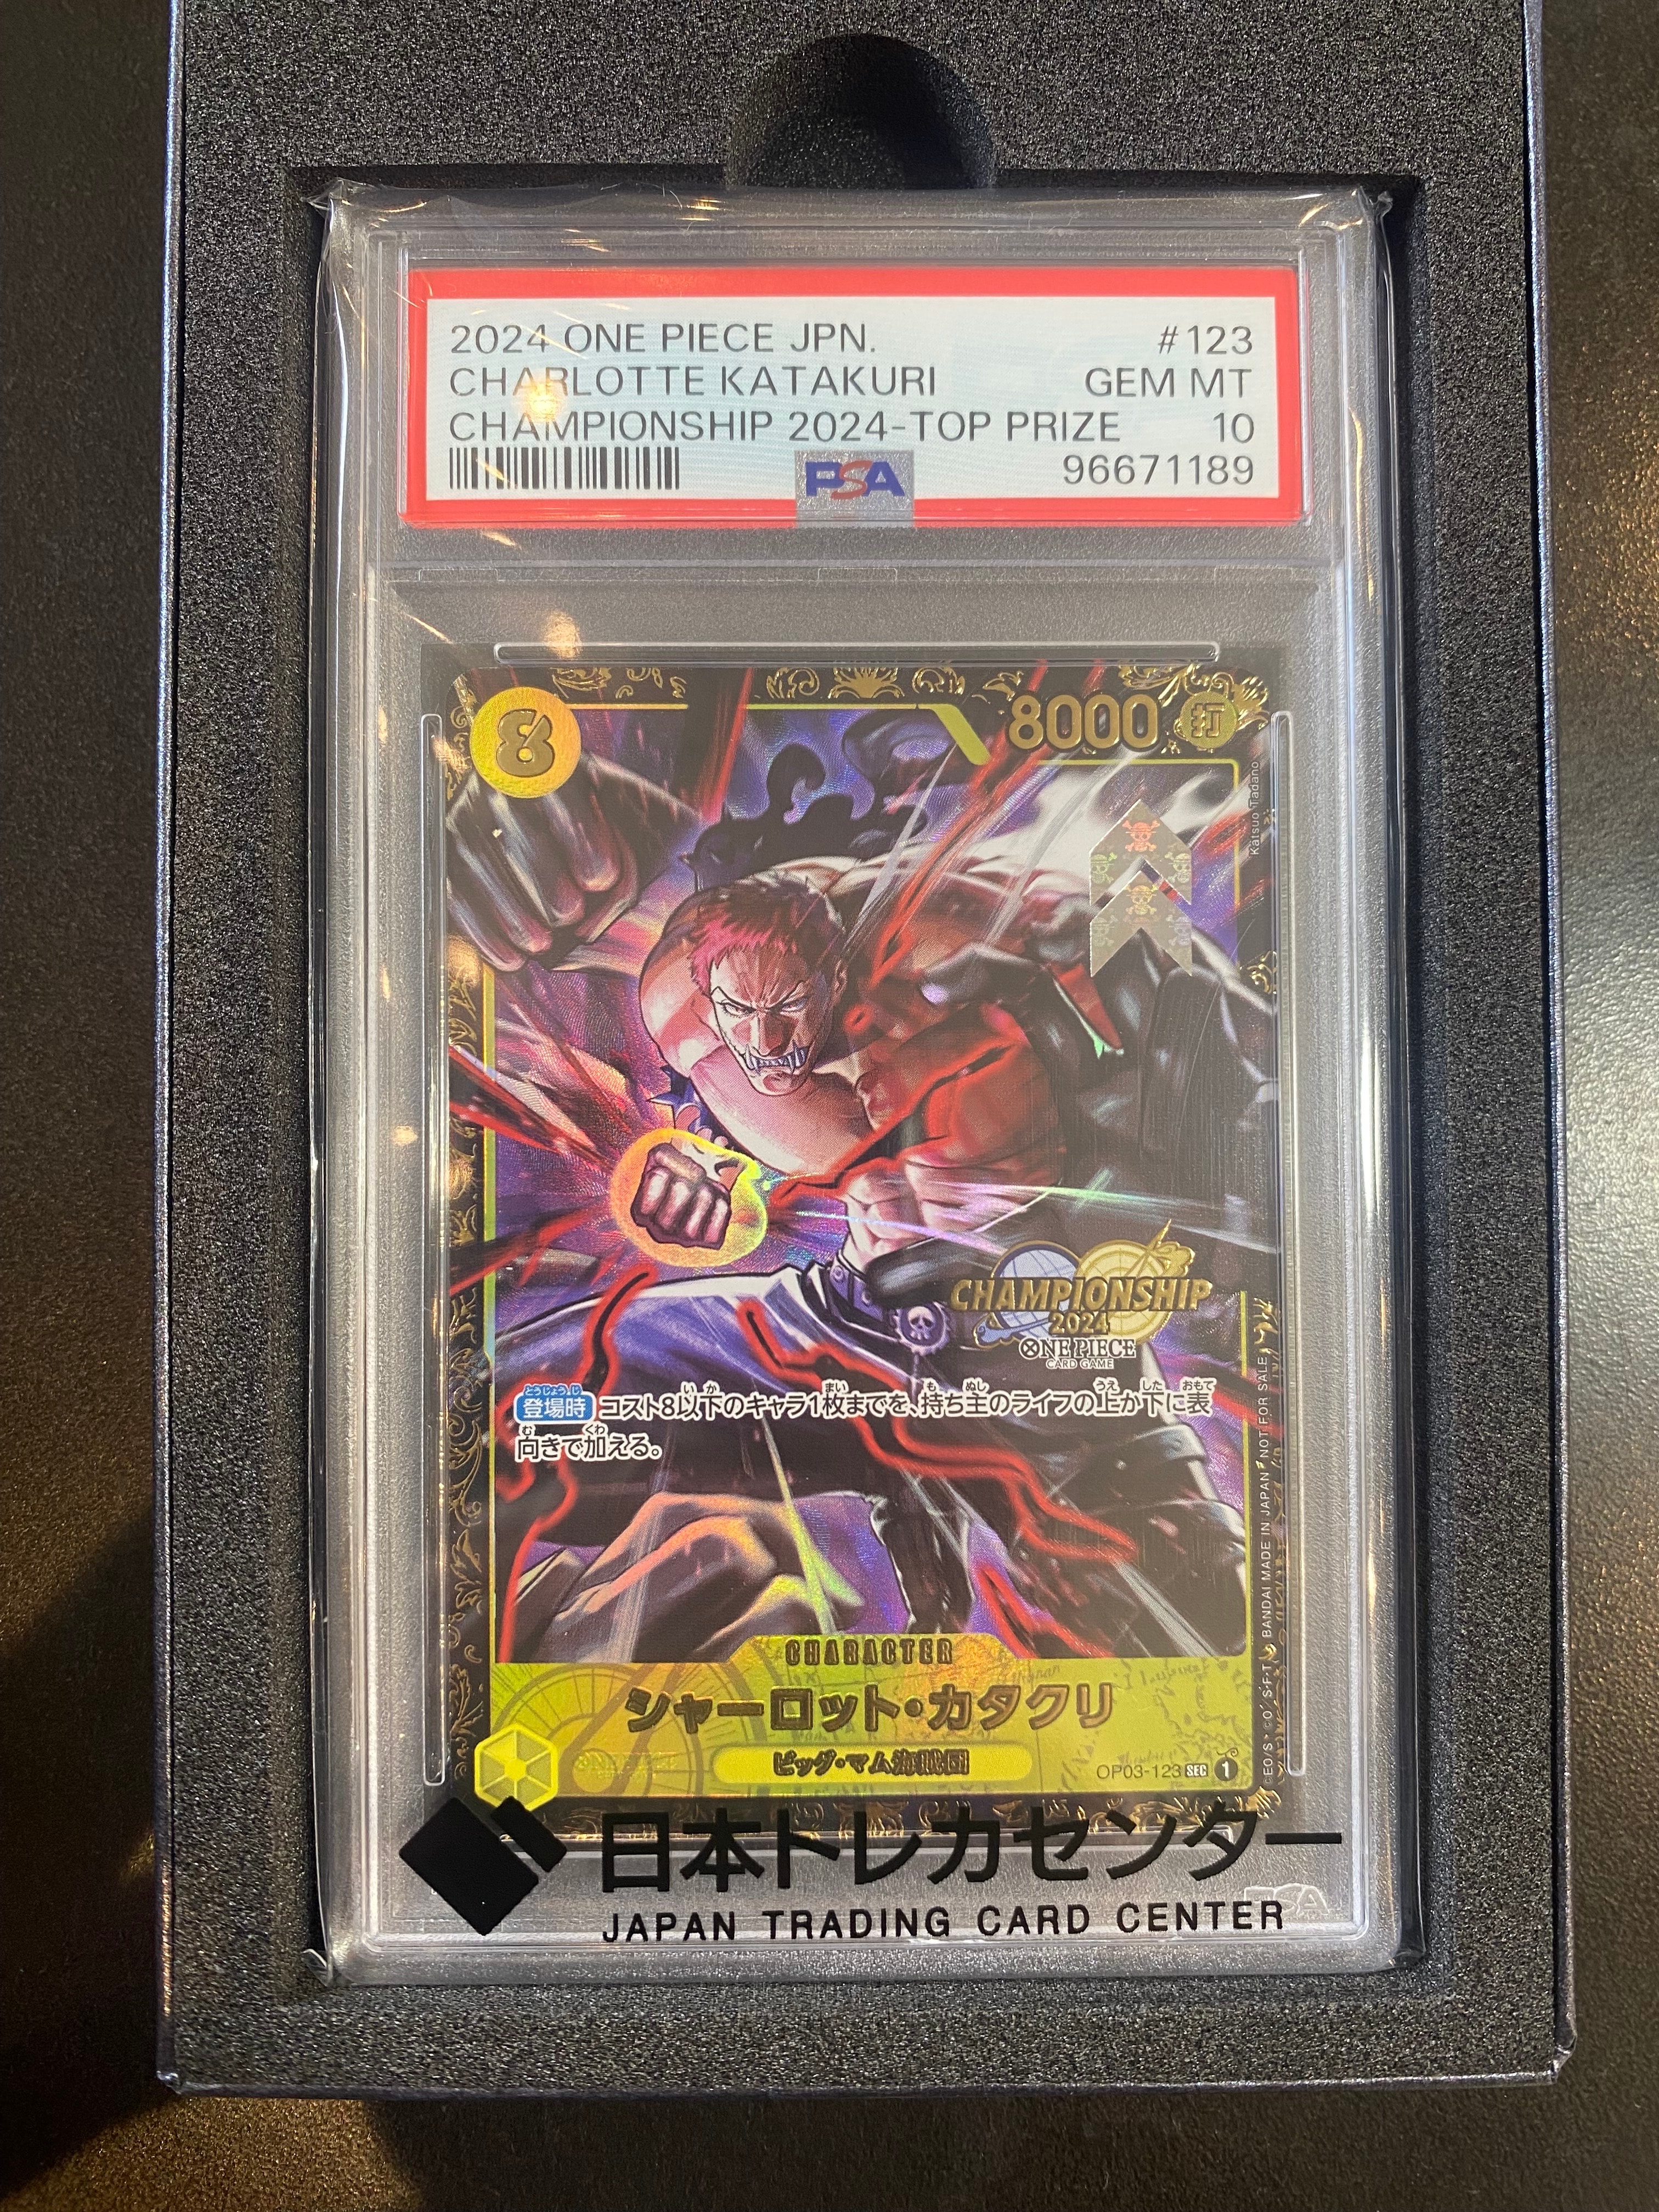 2024 ONE PIECE JPN. #123
CHARLOTTE KATAKURI GEM MT
CHAMPIONSHIP 2024-TOP PRIZE 10
PSA 96671189
8 8000 打
Katsuo Tadano
CHAMPIONSHIP
2024
ONE PIECE
CARD GAME
登場時 コスト8以下のキャラ1枚までを、持ち主のライフの上か下に表
向きで加える。
CHARACTER
シャーロット・カタクリ
ビッグ・マム海賊団
OP03-123 SEC 1
BANDAI MADE IN JAPAN NOT FOR SALE
日本トレカセンター
JAPAN TRADING CARD CENTER